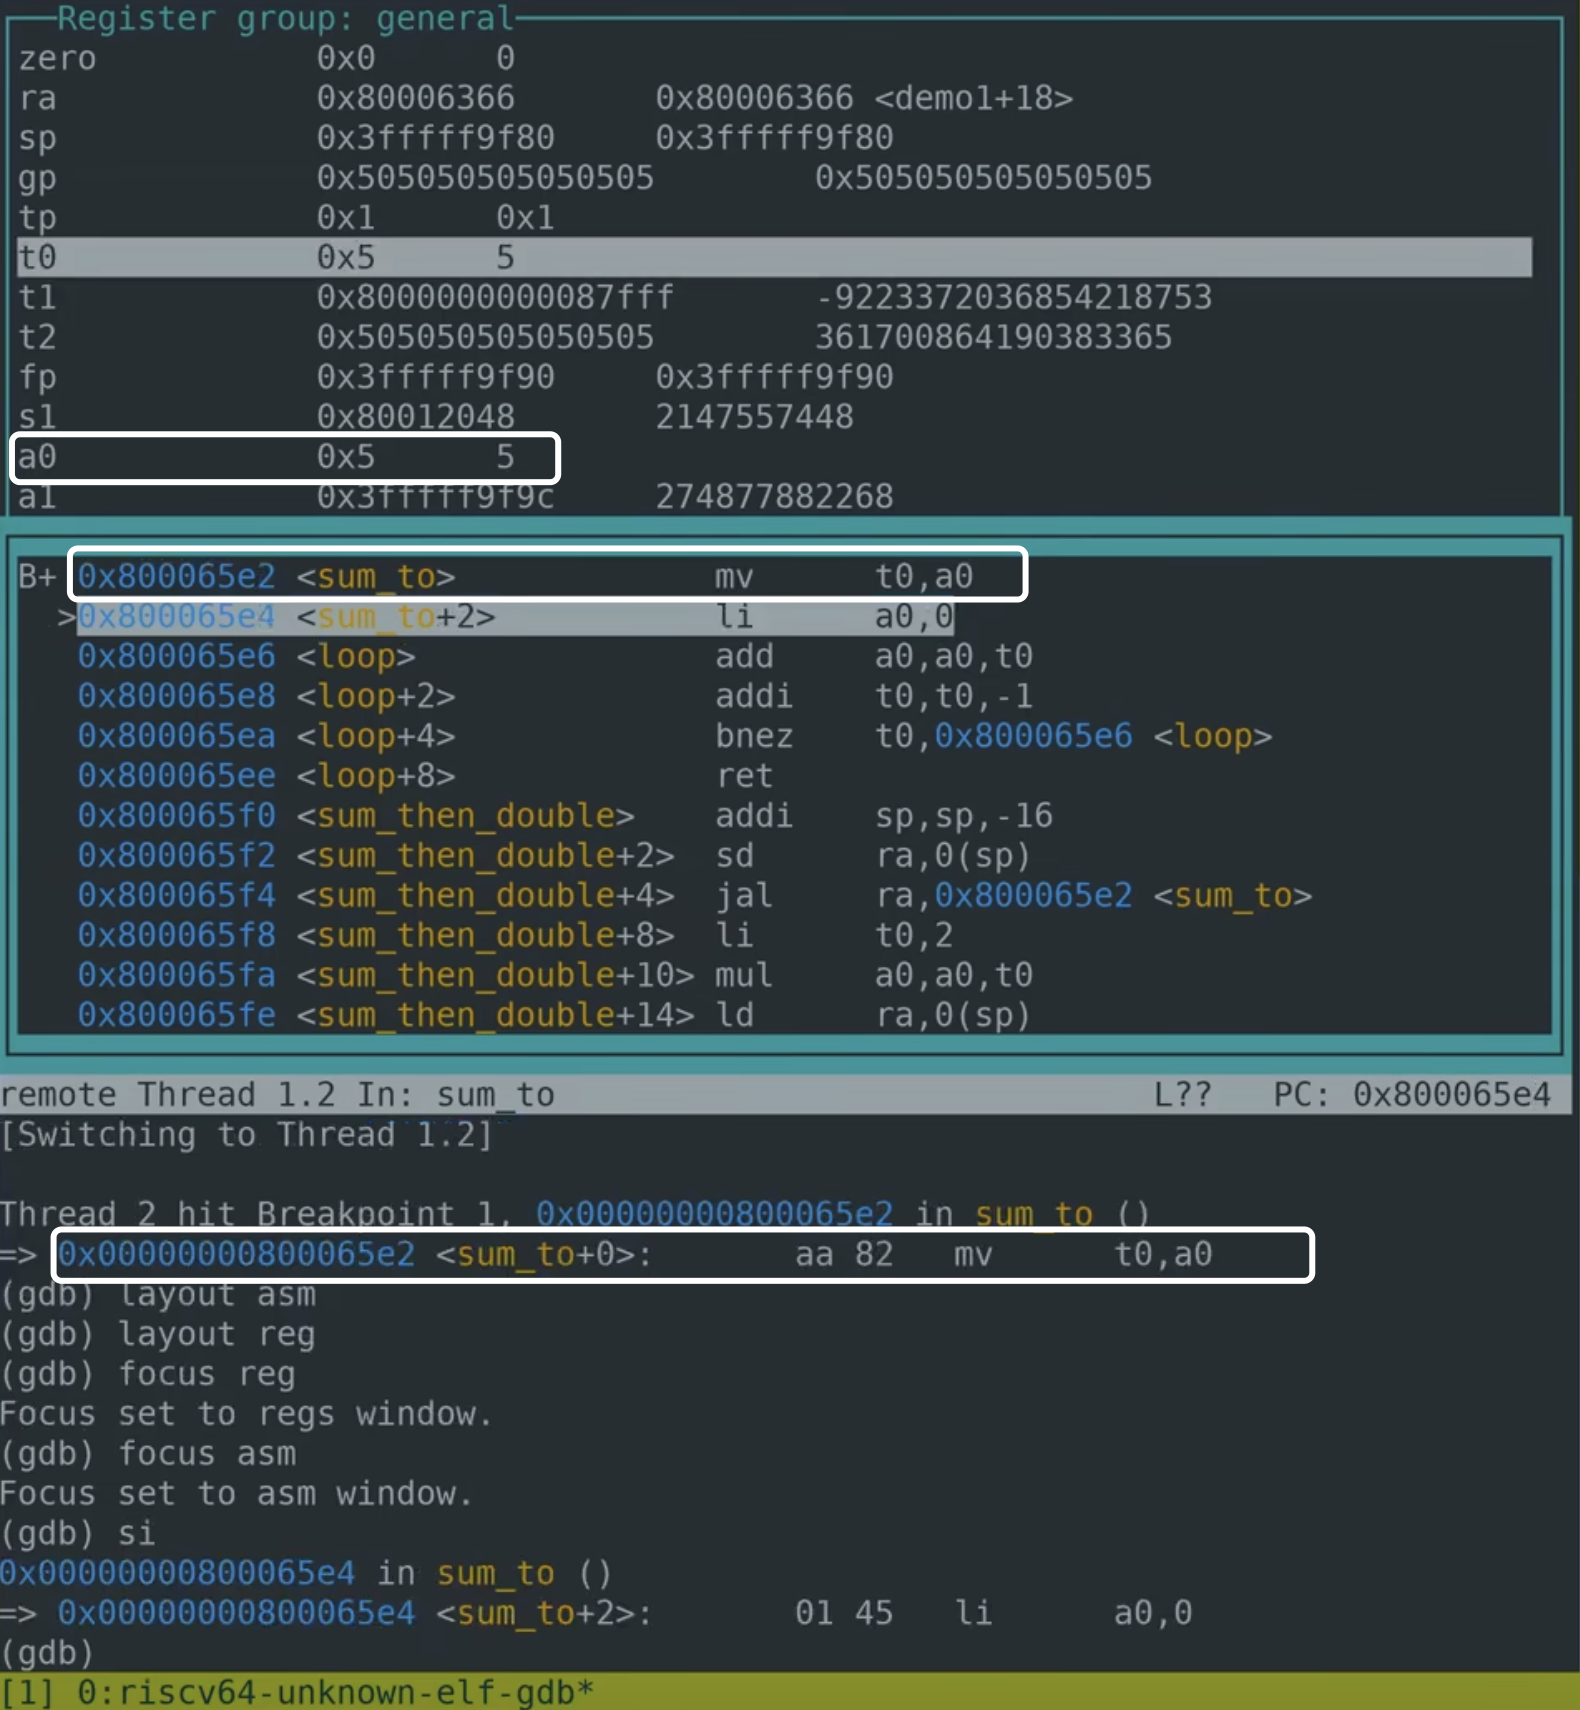 Register group: general
zero 0x0 0
ra 0x80006366 0x80006366 <demo1+18>
sp 0x3fffff9f80 0x3fffff9f80
gp 0x505050505050505 0x505050505050505
tp 0x1 0x1
t0 0x5 5
t1 0x8000000000087fff -9223372036854218753
t2 0x505050505050505 361700864190383365
fp 0x3fffff9f90 0x3fffff9f90
s1 0x80012048 2147557448
a0 0x5 5
a1 0x3fffff9f9c 274877882268
B+ 0x800065e2 <sum_to> mv t0,a0
>0x800065e4 <sum_to+2> li a0,0
0x800065e6 <loop> add a0,a0,t0
0x800065e8 <loop+2> addi t0,t0,-1
0x800065ea <loop+4> bnez t0,0x800065e6 <loop>
0x800065ee <loop+8> ret
0x800065f0 <sum_then_double> addi sp,sp,-16
0x800065f2 <sum_then_double+2> sd ra,0(sp)
0x800065f4 <sum_then_double+4> jal ra,0x800065e2 <sum_to>
0x800065f8 <sum_then_double+8> li t0,2
0x800065fa <sum_then_double+10> mul a0,a0,t0
0x800065fe <sum_then_double+14> ld ra,0(sp)
remote Thread 1.2 In: sum_to L?? PC: 0x800065e4
[Switching to Thread 1.2]
Thread 2 hit Breakpoint 1, 0x00000000800065e2 in sum_to ()
=> 0x00000000800065e2 <sum_to+0>: aa 82 mv t0,a0
(gdb) layout asm
(gdb) layout reg
(gdb) focus reg
Focus set to regs window.
(gdb) focus asm
Focus set to asm window.
(gdb) si
0x00000000800065e4 in sum_to ()
=> 0x00000000800065e4 <sum_to+2>: 01 45 li a0,0
(gdb)
[1] 0:riscv64-unknown-elf-gdb*